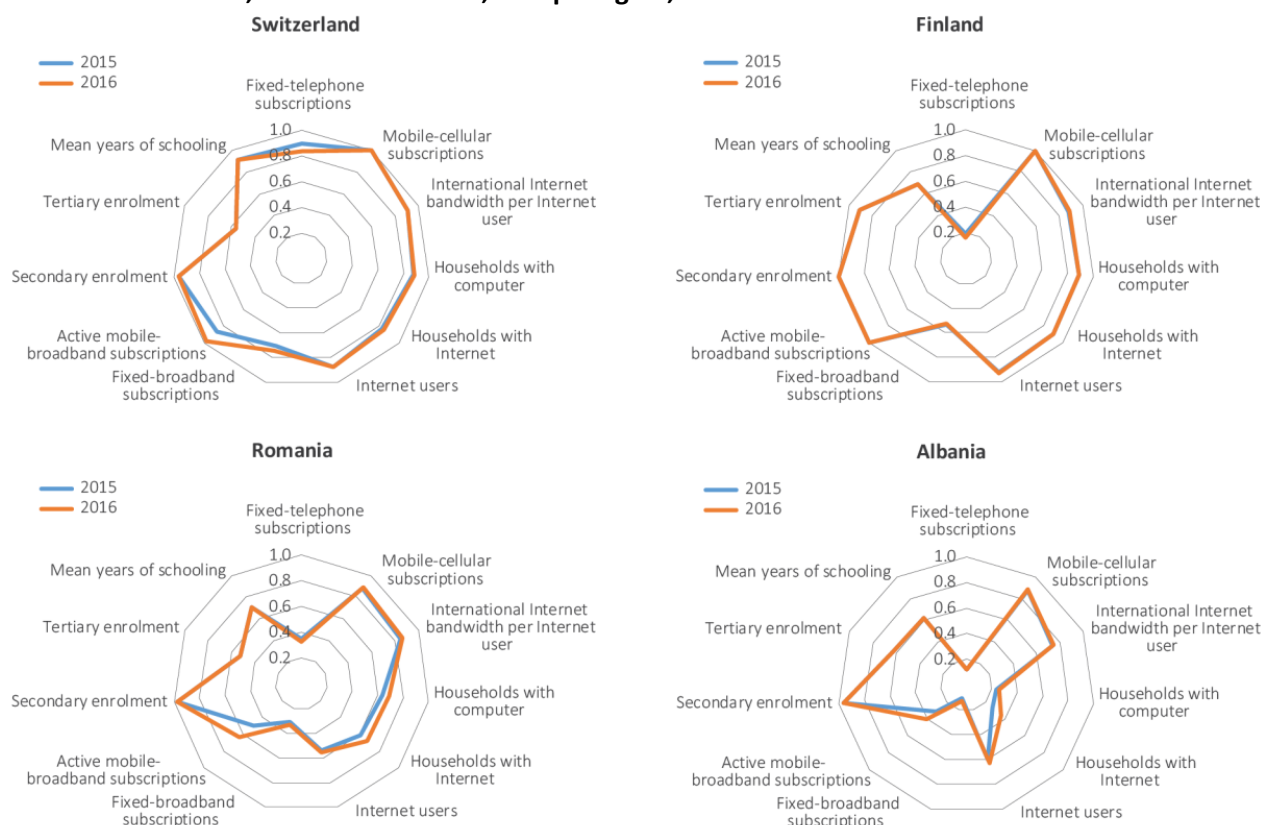 Switzerland
2015
2016
Fixed-telephone
subscriptions
Mobile-cellular
subscriptions
International Internet
bandwidth per Internet
user
Households with
computer
Households with
Internet
Internet users
Fixed-broadband
subscriptions
Active mobile-
broadband subscriptions
Secondary enrolment
Tertiary enrolment
Mean years of schooling
1.0
0.8
0.6
0.4
0.2
Finland
2015
2016
Fixed-telephone
subscriptions
Mobile-cellular
subscriptions
International Internet
bandwidth per Internet
user
Households with
computer
Households with
Internet
Internet users
Fixed-broadband
subscriptions
Active mobile-
broadband subscriptions
Secondary enrolment
Tertiary enrolment
Mean years of schooling
1.0
0.8
0.6
0.4
0.2
Romania
2015
2016
Fixed-telephone
subscriptions
Mobile-cellular
subscriptions
International Internet
bandwidth per Internet
user
Households with
computer
Households with
Internet
Internet users
Fixed-broadband
subscriptions
Active mobile-
broadband subscriptions
Secondary enrolment
Tertiary enrolment
Mean years of schooling
1.0
0.8
0.6
0.4
0.2
Albania
2015
2016
Fixed-telephone
subscriptions
Mobile-cellular
subscriptions
International Internet
bandwidth per Internet
user
Households with
computer
Households with
Internet
Internet users
Fixed-broadband
subscriptions
Active mobile-
broadband subscriptions
Secondary enrolment
Tertiary enrolment
Mean years of schooling
1.0
0.8
0.6
0.4
0.2